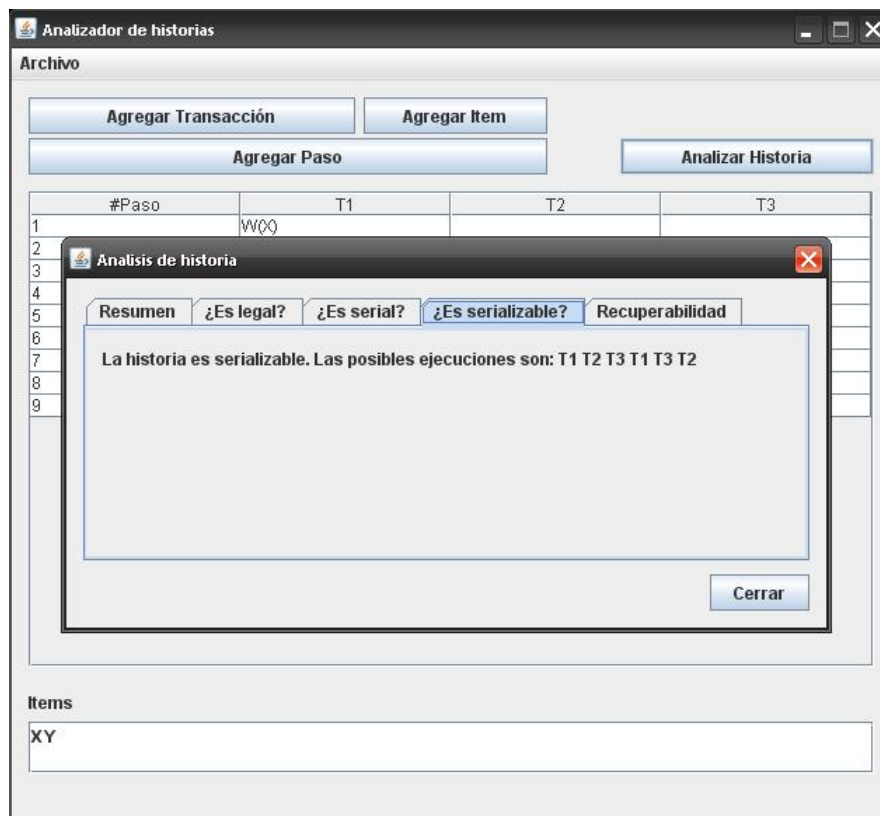 Analizador de historias
Archivo
Agregar Transacción Agregar Item
Agregar Paso Analizar Historia
#Paso T1 T2 T3
1 W(X)
2
Analisis de historia
3
4
Resumen ¿Es legal? ¿Es serial? ¿Es serializable? Recuperabilidad
5
6
7
La historia es serializable. Las posibles ejecuciones son: T1 T2 T3 T1 T3 T2
8
9
Cerrar
Items
XY